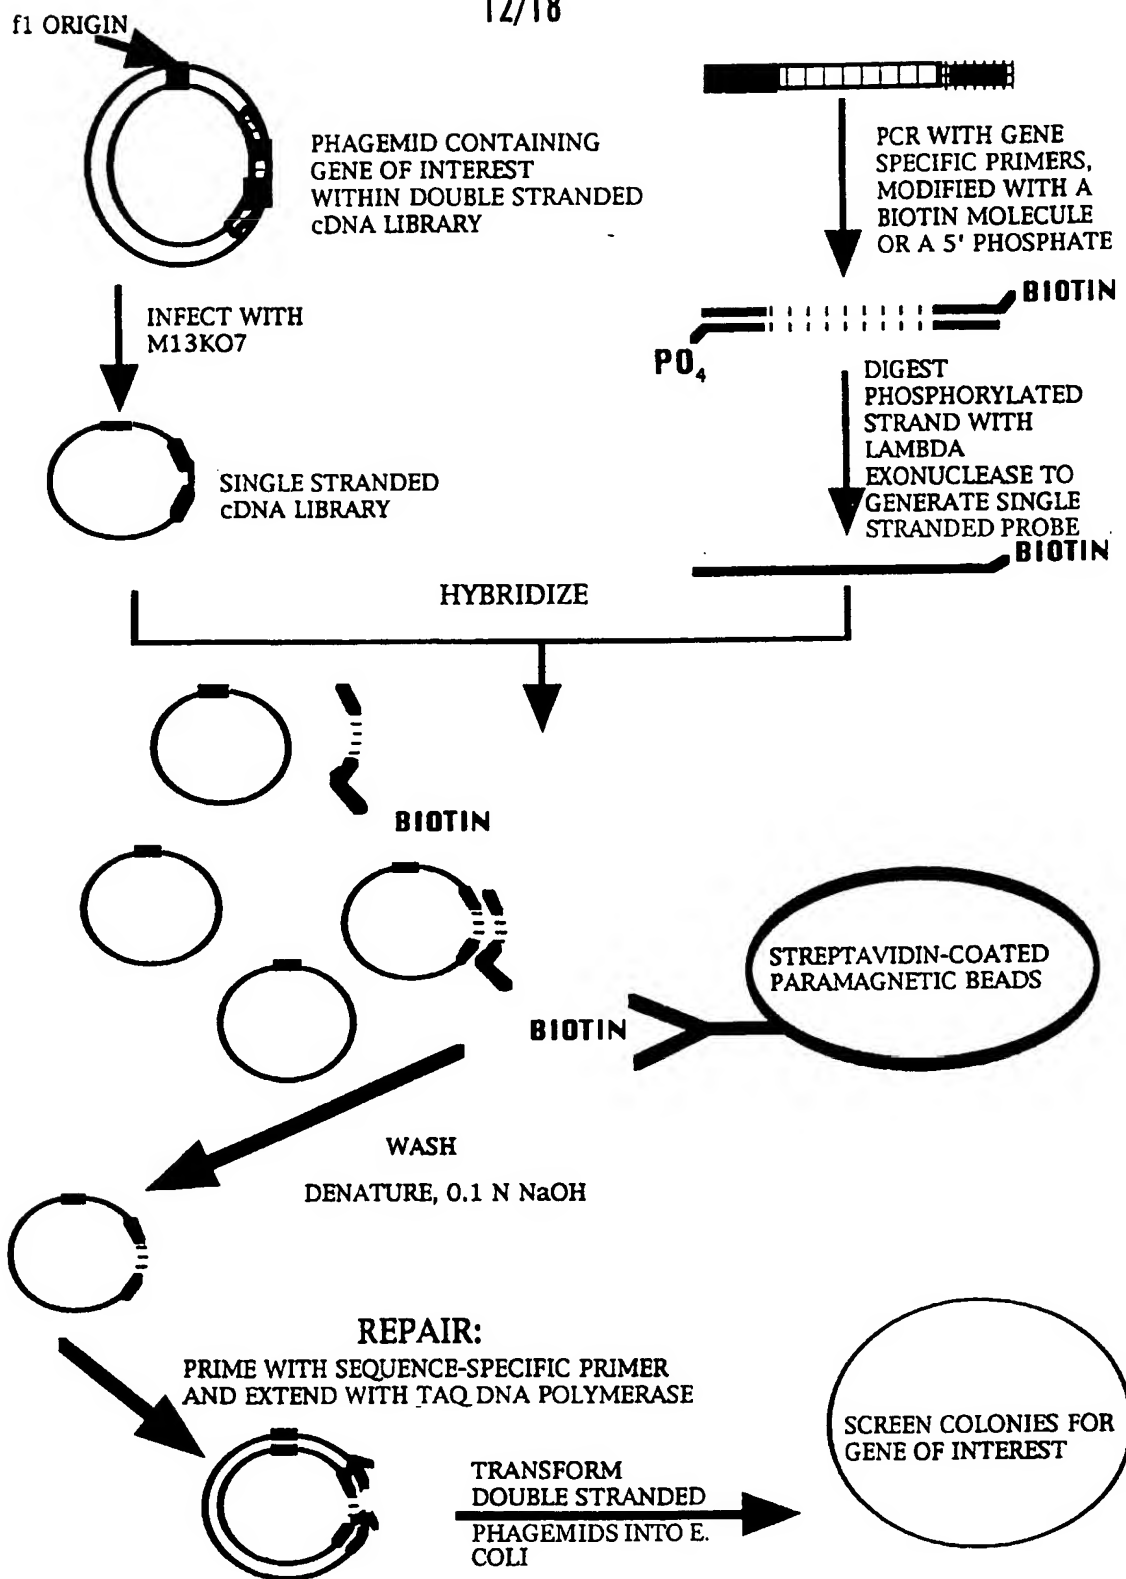 12/18
f1 ORIGIN
PHAGEMID CONTAINING
GENE OF INTEREST
WITHIN DOUBLE STRANDED
cDNA LIBRARY
PCR WITH GENE
SPECIFIC PRIMERS,
MODIFIED WITH A
BIOTIN MOLECULE
OR A 5' PHOSPHATE
INFECT WITH
M13KO7
BIOTIN
PO4
DIGEST
PHOSPHORYLATED
STRAND WITH
LAMBDA
EXONUCLEASE TO
GENERATE SINGLE
STRANDED PROBE
SINGLE STRANDED
cDNA LIBRARY
BIOTIN
HYBRIDIZE
BIOTIN
STREPTAVIDIN-COATED
PARAMAGNETIC BEADS
BIOTIN
WASH
DENATURE, 0.1 N NaOH
REPAIR:
PRIME WITH SEQUENCE-SPECIFIC PRIMER
AND EXTEND WITH TAQ DNA POLYMERASE
TRANSFORM
DOUBLE STRANDED
PHAGEMIDS INTO E.
COLI
SCREEN COLONIES FOR
GENE OF INTEREST